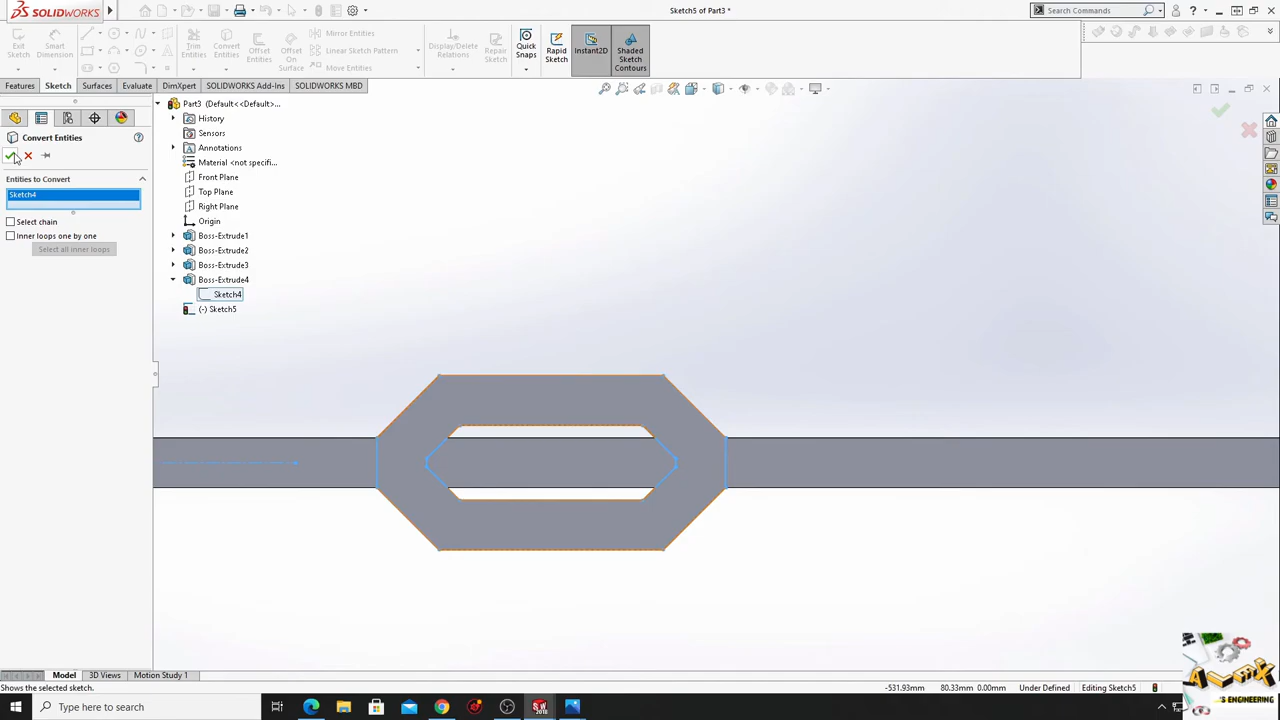 SOLIDWORKS
Sketch5 of Part3 *
Search Commands
Exit Sketch
Smart Dimension
Trim Entities
Convert Entities
Offset Entities
Offset On Surface
Mirror Entities
Linear Sketch Pattern
Move Entities
Display/Delete Relations
Repair Sketch
Quick Snaps
Rapid Sketch
Instant2D
Shaded Sketch Contours
Features
Sketch
Surfaces
Evaluate
DimXpert
SOLIDWORKS Add-Ins
SOLIDWORKS MBD
Convert Entities
Entities to Convert
Sketch4
Select chain
Inner loops one by one
Select all inner loops
Part3 (Default<<Default>...
History
Sensors
Annotations
Material <not specifi...
Front Plane
Top Plane
Right Plane
Origin
Boss-Extrude1
Boss-Extrude2
Boss-Extrude3
Boss-Extrude4
Sketch4
(-) Sketch5
Model
3D Views
Motion Study 1
Shows the selected sketch.
-531.93mm
80.33mm
0.00mm
Under Defined
Editing Sketch5
Type here to search
'S ENGINEERING